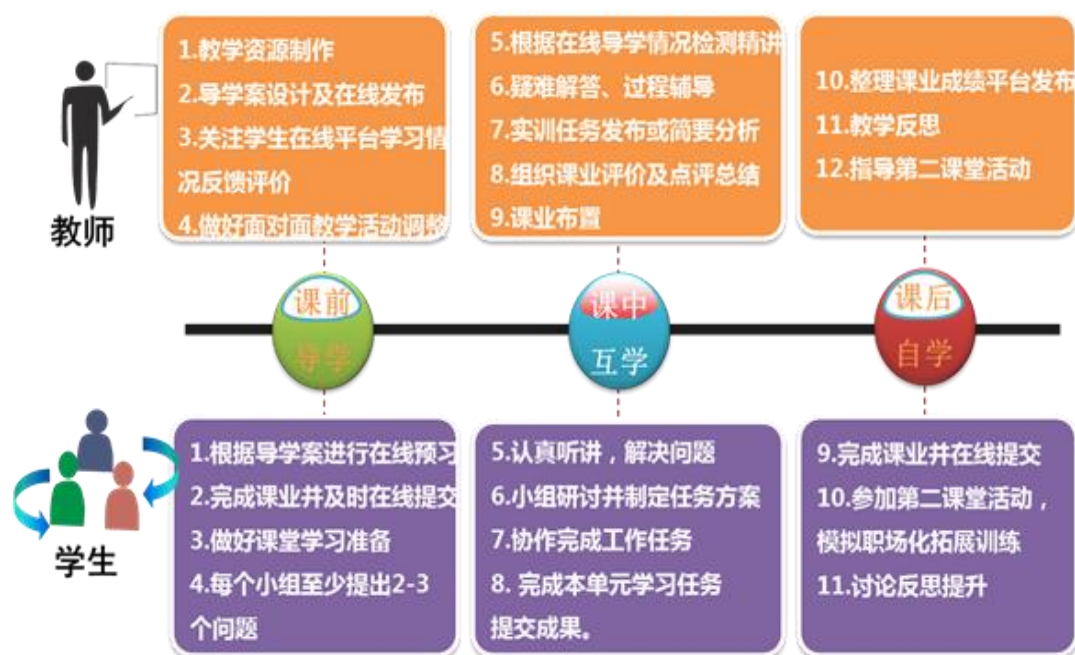 1.教学资源制作
2.导学案设计及在线发布
3.关注学生在线平台学习情
况反馈评价
4.做好面对面教学活动调整
5.根据在线导学情况检测精讲
6.疑难解答、过程辅导
7.实训任务发布或简要分析
8.组织课业评价及点评总结
9.课业布置
10.整理课业成绩平台发布
11.教学反思
12.指导第二课堂活动
教师
课前
导学
课中
互学
课后
自学
1.根据导学案进行在线预习
2.完成课业并及时在线提交
3.做好课堂学习准备
4.每个小组至少提出2-3
个问题
5.认真听讲，解决问题
6.小组研讨并制定任务方案
7.协作完成工作任务
8. 完成本单元学习任务
提交成果。
9.完成课业并在线提交
10.参加第二课堂活动，
模拟职场化拓展训练
11.讨论反思提升
学生